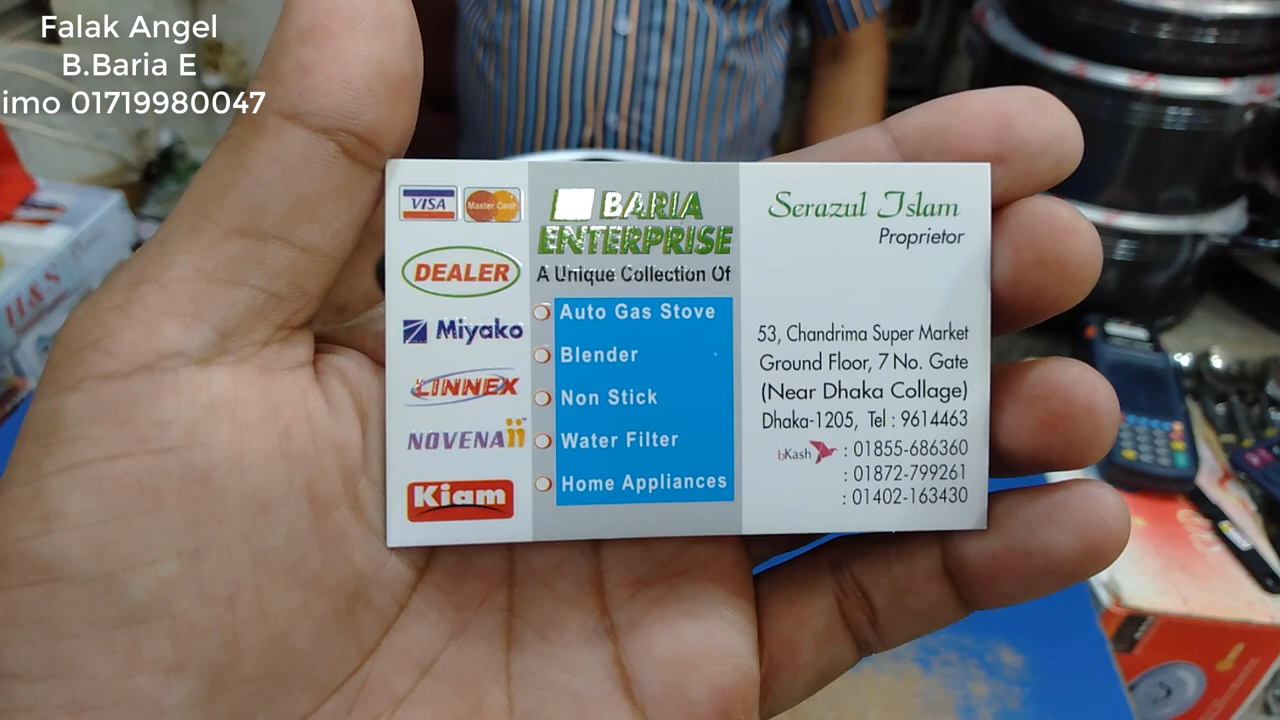 Falak Angel
B.Baria E
imo 01719980047
VISA
Master Card
DEALER
Miyako
LINNEX
NOVENA
Kiam
BARIA
ENTERPRISE
A Unique Collection Of
Auto Gas Stove
Blender
Non Stick
Water Filter
Home Appliances
Serazul Islam
Proprietor
53, Chandrima Super Market
Ground Floor, 7 No. Gate
(Near Dhaka Collage)
Dhaka-1205, Tel : 9614463
bKash : 01855-686360
: 01872-799261
: 01402-163430
H&S